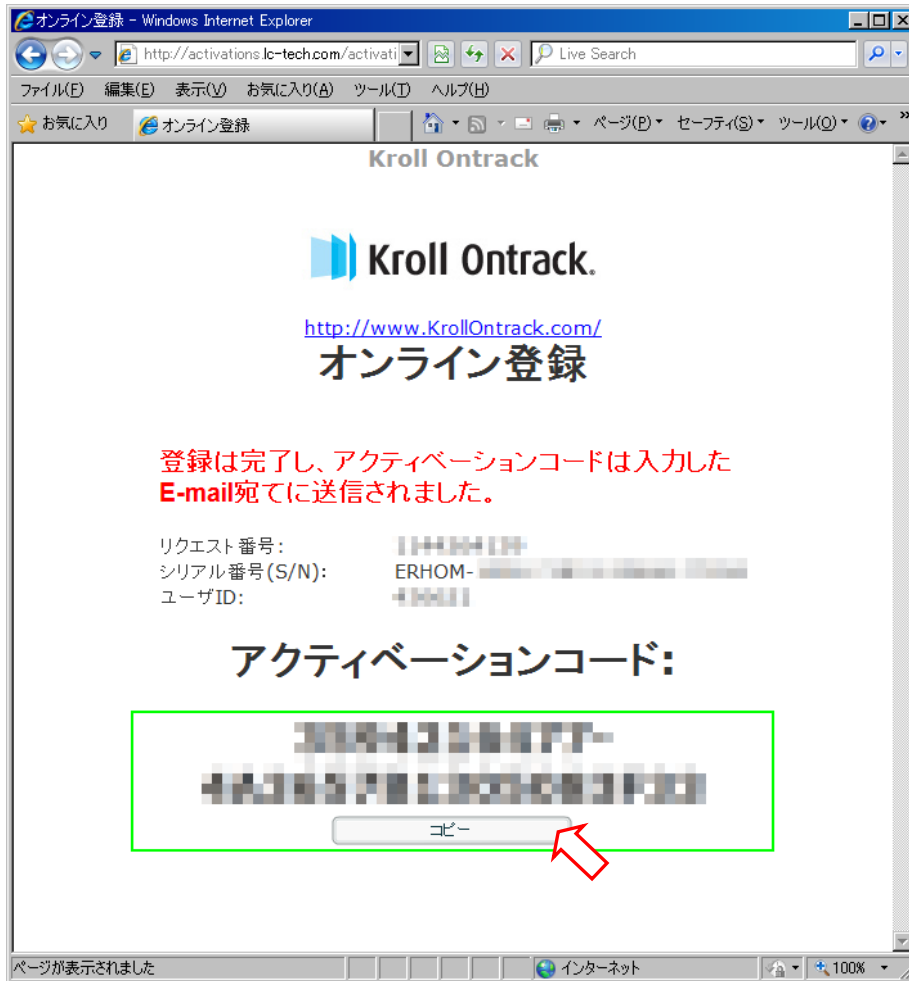 オンライン登録 - Windows Internet Explorer
http://activations.lc-tech.com/activati
Live Search
ファイル(F) 編集(E) 表示(V) お気に入り(A) ツール(T) ヘルプ(H)
お気に入り オンライン登録 ページ(P) セーフティ(S) ツール(O) »
Kroll Ontrack
Kroll Ontrack.
http://www.KrollOntrack.com/
オンライン登録
登録は完了し、アクティベーションコードは入力した
E-mail宛てに送信されました。
リクエスト番号:
シリアル番号(S/N): ERHOM-
ユーザID:
アクティベーションコード:
コピー
ページが表示されました インターネット 100%